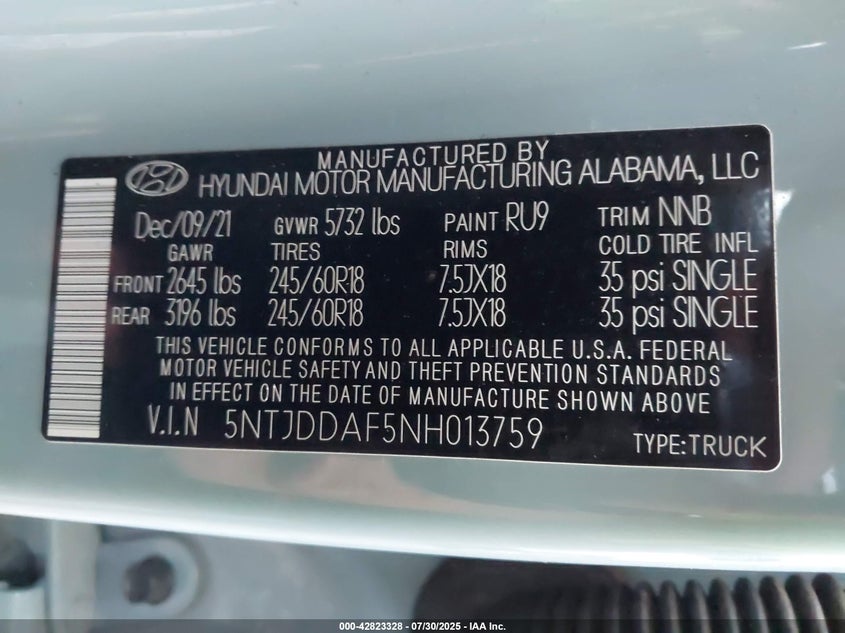 MANUFACTURED BY
HYUNDAI MOTOR MANUFACTURING ALABAMA, LLC
Dec/09/21 GVWR 5732 lbs PAINT RU9 TRIM NNB
GAWR TIRES RIMS COLD TIRE INFL
FRONT 2645 lbs 245/60R18 7.5JX18 35 psi SINGLE
REAR 3196 lbs 245/60R18 7.5JX18 35 psi SINGLE
THIS VEHICLE CONFORMS TO ALL APPLICABLE U.S.A. FEDERAL
MOTOR VEHICLE SAFETY AND THEFT PREVENTION STANDARDS
IN EFFECT ON THE DATE OF MANUFACTURE SHOWN ABOVE
V.I.N 5NTJDDAF5NH013759 TYPE:TRUCK
000-42823328 - 07/30/2025 - IAA Inc.